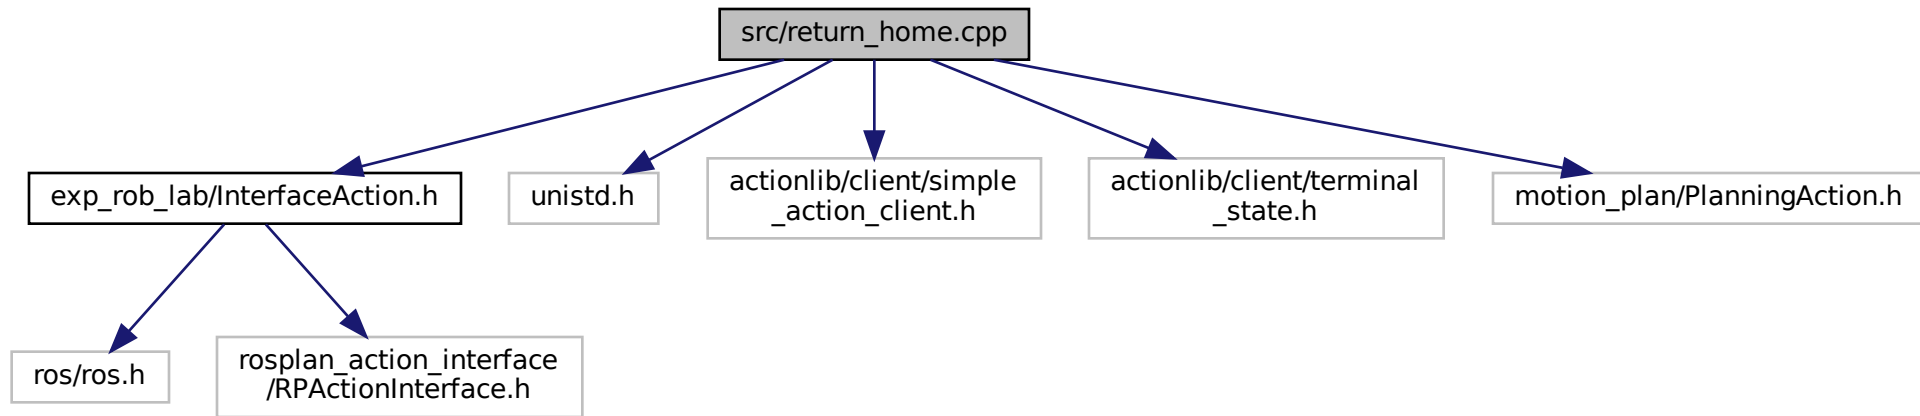 src/return_home.cpp
exp_rob_lab/InterfaceAction.h
unistd.h
actionlib/client/simple
_action_client.h
actionlib/client/terminal
_state.h
motion_plan/PlanningAction.h
ros/ros.h
rosplan_action_interface
/RPActionInterface.h